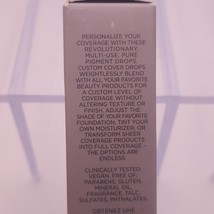 PERSONALIZE YOUR
COVERAGE WITH THESE
REVOLUTIONARY,
MULTI-USE, PURE
PIGMENT DROPS.
CUSTOM COVER DROPS
WEIGHTLESSLY BLEND
WITH ALL YOUR FAVORITE
BEAUTY PRODUCTS FOR
A CUSTOM LEVEL OF
COVERAGE WITHOUT
ALTERING TEXTURE OR
FINISH. ADJUST THE
SHADE OF YOUR FAVORITE
FOUNDATION, TINT YOUR
OWN MOISTURIZER, OR
TRANSFORM SHEER
COVERAGE PRODUCTS
INTO FULL COVERAGE –
THE OPTIONS ARE
ENDLESS.
CLINICALLY TESTED.
VEGAN. FREE OF:
PARABENS, GLUTEN,
MINERAL OIL,
FRAGRANCE, TALC,
SULFATES, PHTHALATES.
OBTENEZ UNE